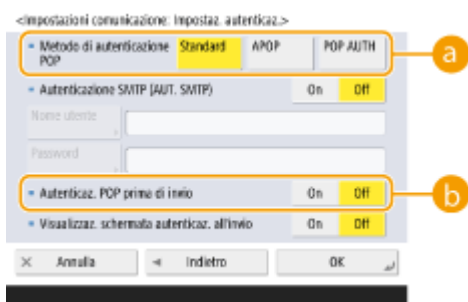 <Impostazioni comunicazione: Impostaz. autenticaz.>
Metodo di autenticazione POP Standard APOP POP AUTH
a
Autenticazione SMTP (AUT. SMTP) On Off
Nome utente
Password
Autenticaz. POP prima di invio On Off
b
Visualizzaz. schermata autenticaz. all'invio On Off
× Annulla ◄ Indietro OK